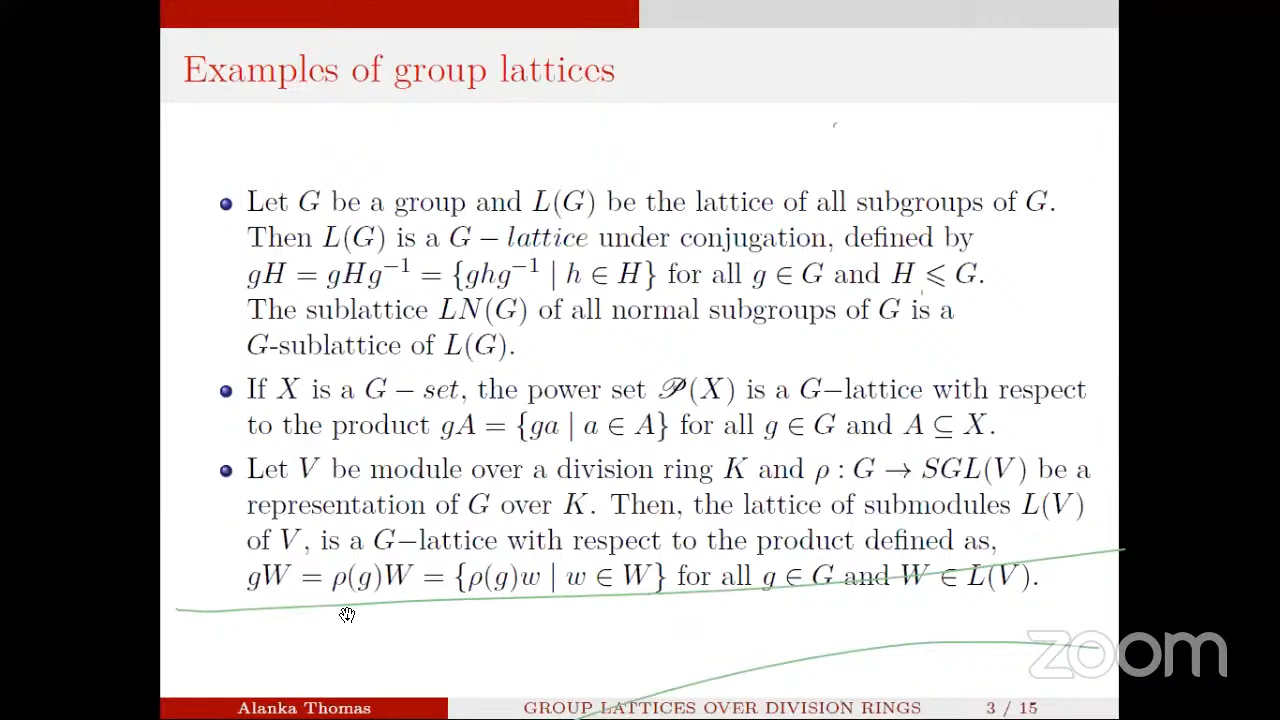 Examples of group lattices
Let G be a group and L(G) be the lattice of all subgroups of G.
Then L(G) is a G − lattice under conjugation, defined by
gH = gHg⁻¹ = {ghg⁻¹ | h ∈ H} for all g ∈ G and H ⩽ G.
The sublattice LN(G) of all normal subgroups of G is a
G-sublattice of L(G).
If X is a G − set, the power set 𝒫(X) is a G−lattice with respect
to the product gA = {ga | a ∈ A} for all g ∈ G and A ⊆ X.
Let V be module over a division ring K and ρ : G → SGL(V) be a
representation of G over K. Then, the lattice of submodules L(V)
of V, is a G−lattice with respect to the product defined as,
gW = ρ(g)W = {ρ(g)w | w ∈ W} for all g ∈ G and W ∈ L(V).
zoom
Alanka Thomas GROUP LATTICES OVER DIVISION RINGS 3 / 15